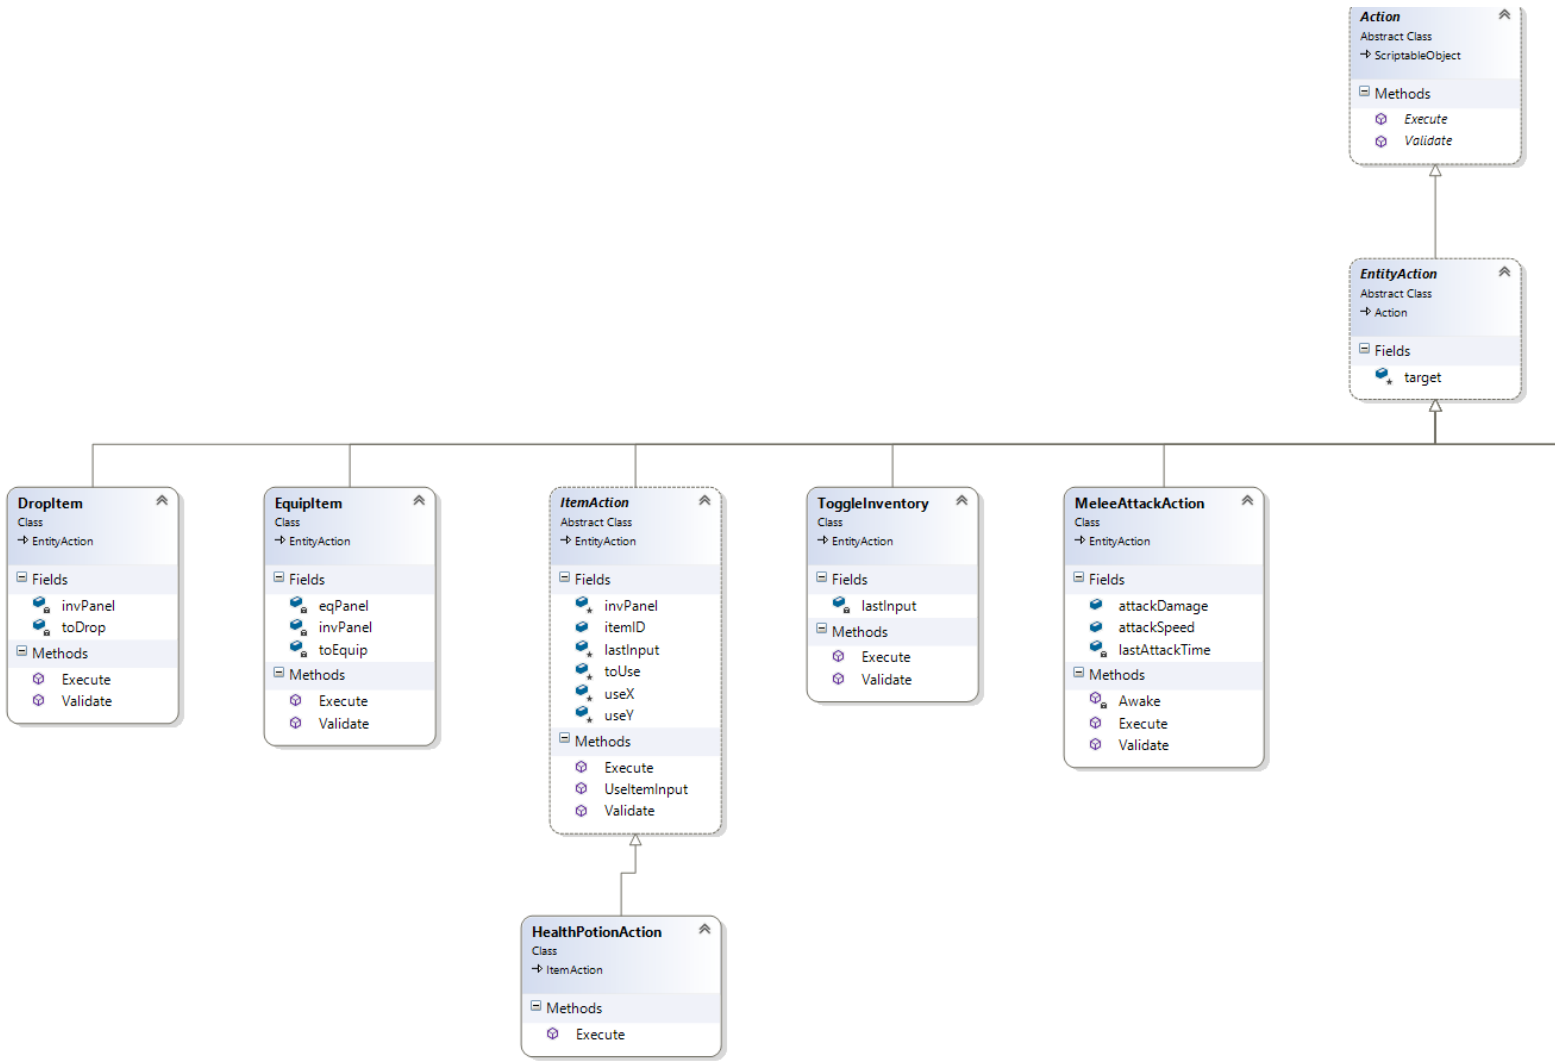 Action
Abstract Class
ScriptableObject
Methods
Execute
Validate
EntityAction
Abstract Class
Action
Fields
target
DropItem
Class
EntityAction
Fields
invPanel
toDrop
Methods
Execute
Validate
EquipItem
Class
EntityAction
Fields
eqPanel
invPanel
toEquip
Methods
Execute
Validate
ItemAction
Abstract Class
EntityAction
Fields
invPanel
itemID
lastInput
toUse
useX
useY
Methods
Execute
UseItemInput
Validate
ToggleInventory
Class
EntityAction
Fields
lastInput
Methods
Execute
Validate
MeleeAttackAction
Class
EntityAction
Fields
attackDamage
attackSpeed
lastAttackTime
Methods
Awake
Execute
Validate
HealthPotionAction
Class
ItemAction
Methods
Execute